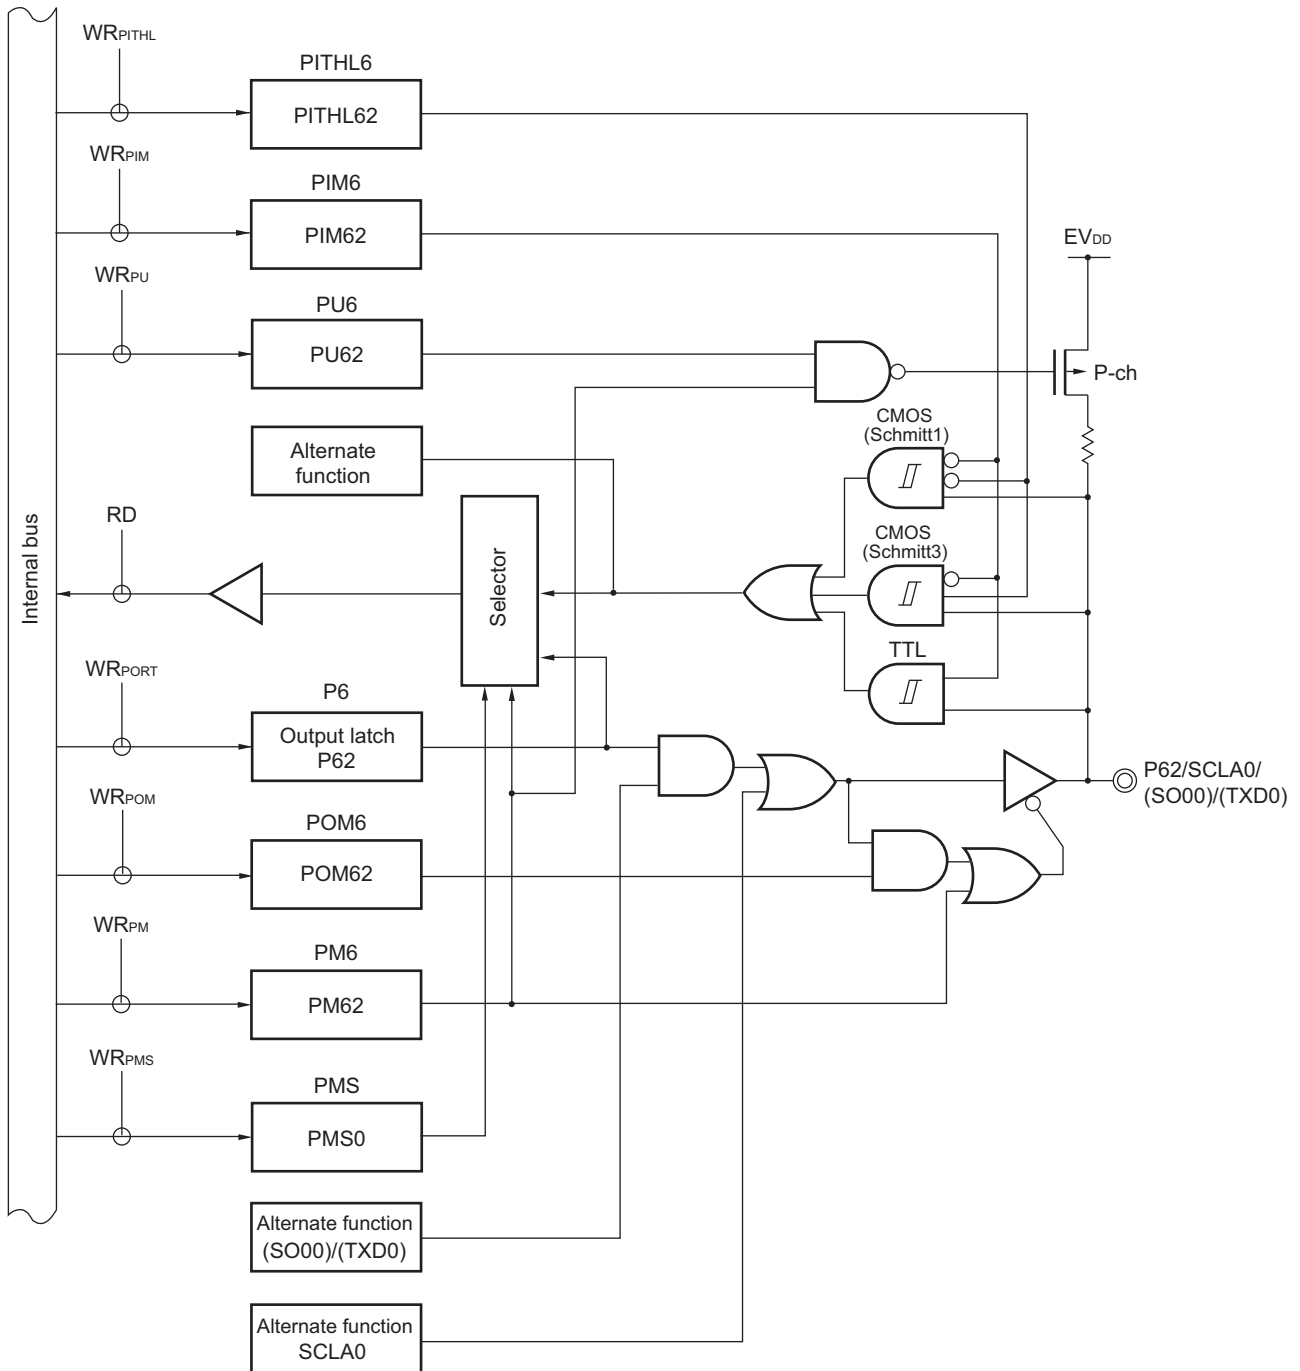 WRPITHL
PITHL6
PITHL62
WRPIM
PIM6
PIM62
EVDD
WRPU
PU6
PU62
P-ch
CMOS
(Schmitt1)
Alternate
function
RD
Internal bus
Selector
CMOS
(Schmitt3)
TTL
WRPORT
P6
Output latch
P62
P62/SCLA0/
(SO00)/(TXD0)
WRPOM
POM6
POM62
WRPM
PM6
PM62
WRPMS
PMS
PMS0
Alternate function
(SO00)/(TXD0)
Alternate function
SCLA0